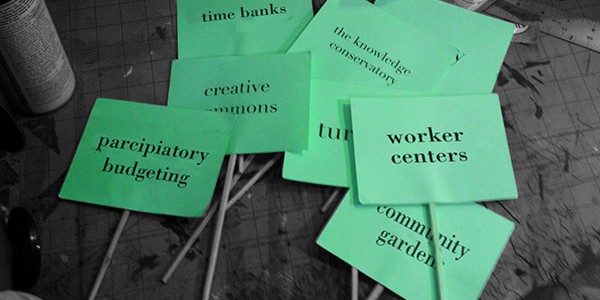 time banks
the knowledge
conservatory
creative
commons
parcipiatory
budgeting
worker
centers
community
garden